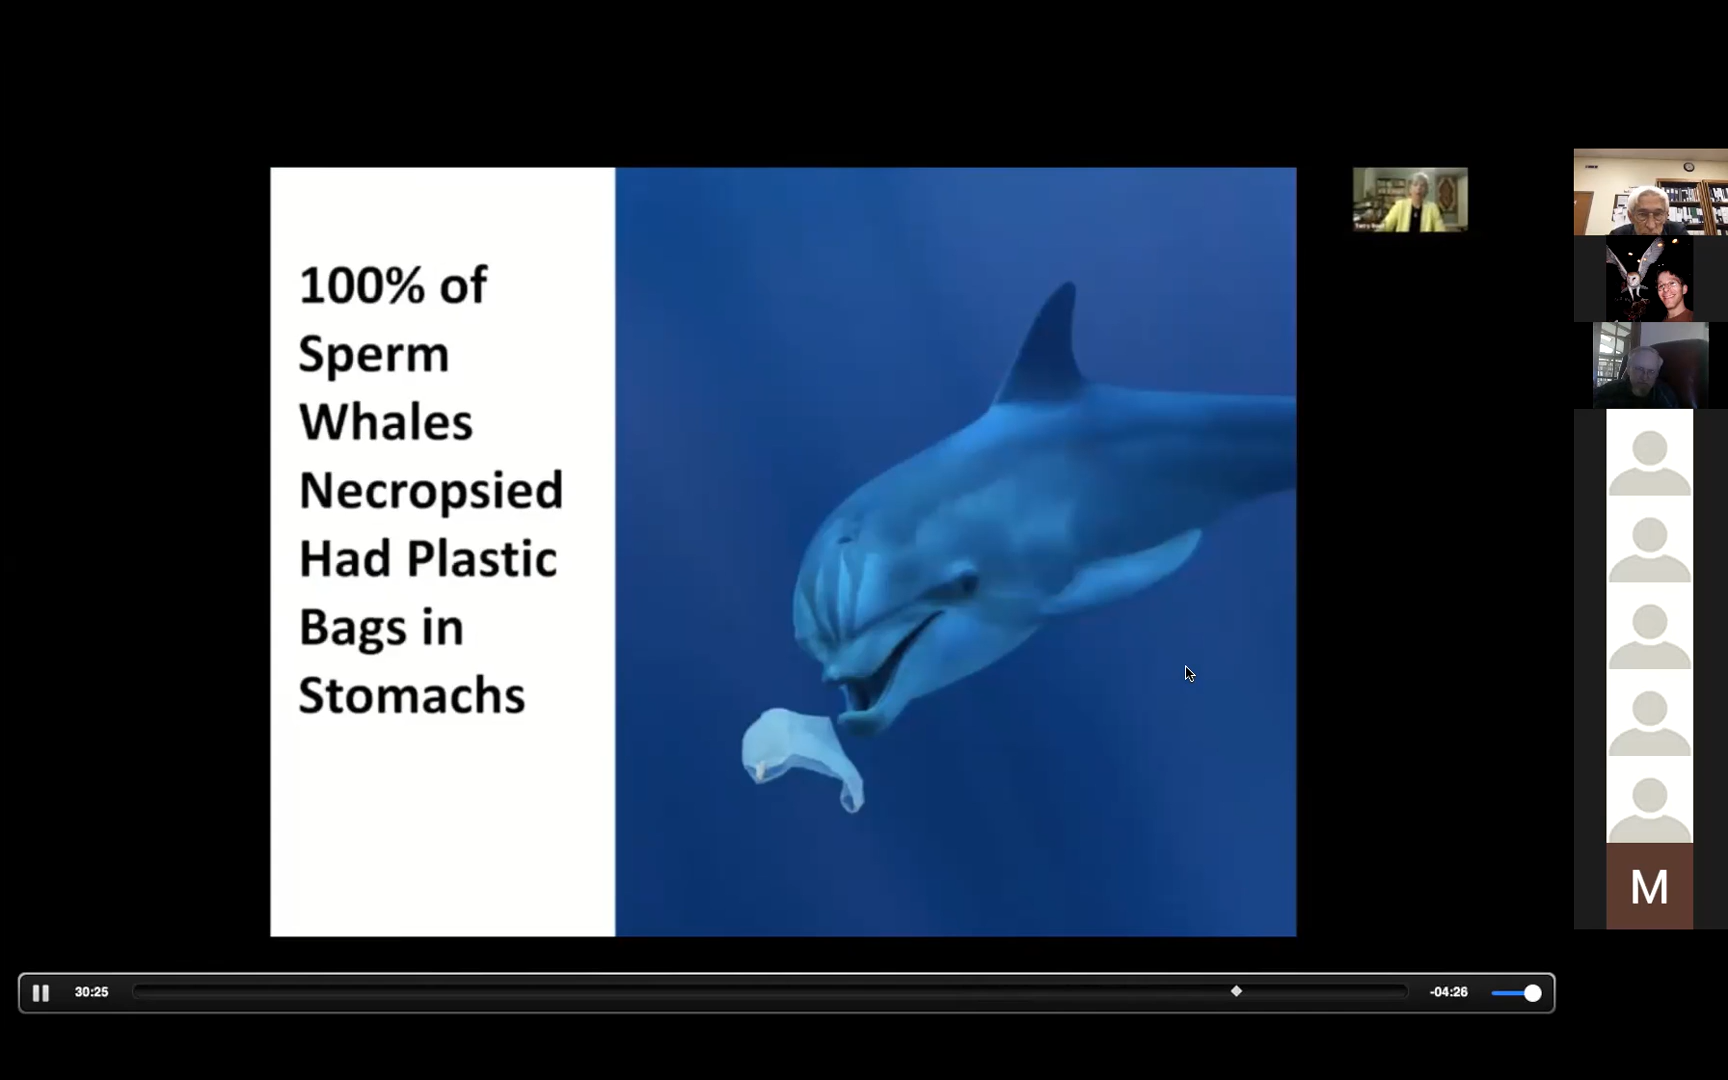 100% of
Sperm
Whales
Necropsied
Had Plastic
Bags in
Stomachs
M
30:25
-04:26